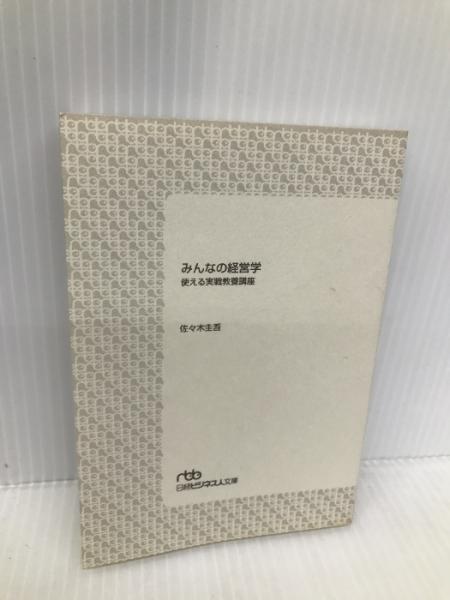 みんなの経営学
使える実戦教養講座
佐々木圭吾
nbb
日経ビジネス人文庫